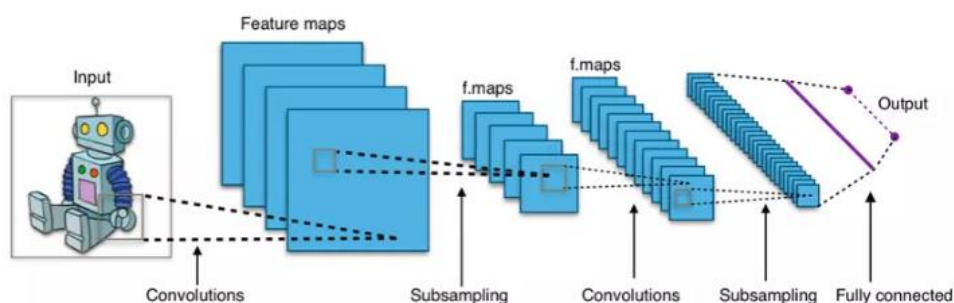 Feature maps
Input
f.maps
f.maps
Output
Convolutions
Subsampling
Convolutions
Subsampling
Fully connected